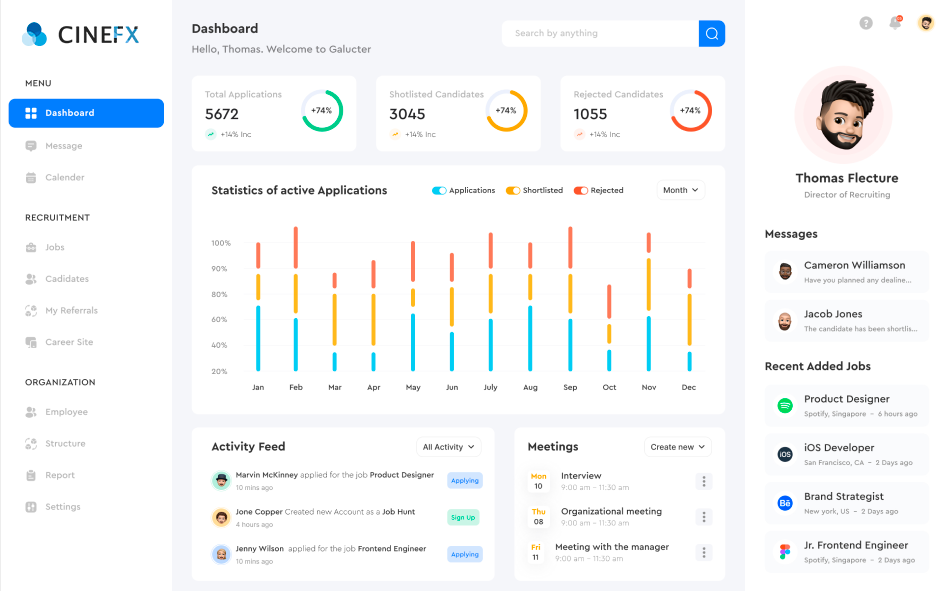 CINEFX
MENU
Dashboard
Message
Calender
RECRUITMENT
Jobs
Cadidates
My Referrals
Career Site
ORGANIZATION
Employee
Structure
Report
Settings
Dashboard
Hello, Thomas. Welcome to Galucter
Search by anything
Total Applications
5672
+14% Inc
+74%
Shotlisted Candidates
3045
+14% Inc
+74%
Rejected Candidates
1055
+14% Inc
+74%
Statistics of active Applications
Applications
Shortlisted
Rejected
Month
100%
90%
80%
60%
40%
20%
Jan Feb Mar Apr May Jun July Aug Sep Oct Nov Dec
Activity Feed
All Activity
Marvin McKinney applied for the job Product Designer
10 mins ago
Applying
Jone Copper Created new Account as a Job Hunt
4 hours ago
Sign Up
Jenny Wilson applied for the job Frontend Engineer
10 mins ago
Applying
Meetings
Create new
Mon
10
Interview
9:00 am - 11:30 am
Thu
08
Organizational meeting
9:00 am - 11:30 am
Fri
11
Meeting with the manager
9:00 am - 11:30 am
?
Thomas Flecture
Director of Recruiting
Messages
Cameron Williamson
Have you planned any dealine...
Jacob Jones
The candidate has been shortlis...
Recent Added Jobs
Product Designer
Spotify, Singapore - 6 hours ago
iOS
iOS Developer
San Francisco, CA - 2 Days ago
Bē
Brand Strategist
New york, US - 2 Days ago
Jr. Frontend Engineer
Spotify, Singapore - 2 Days ago